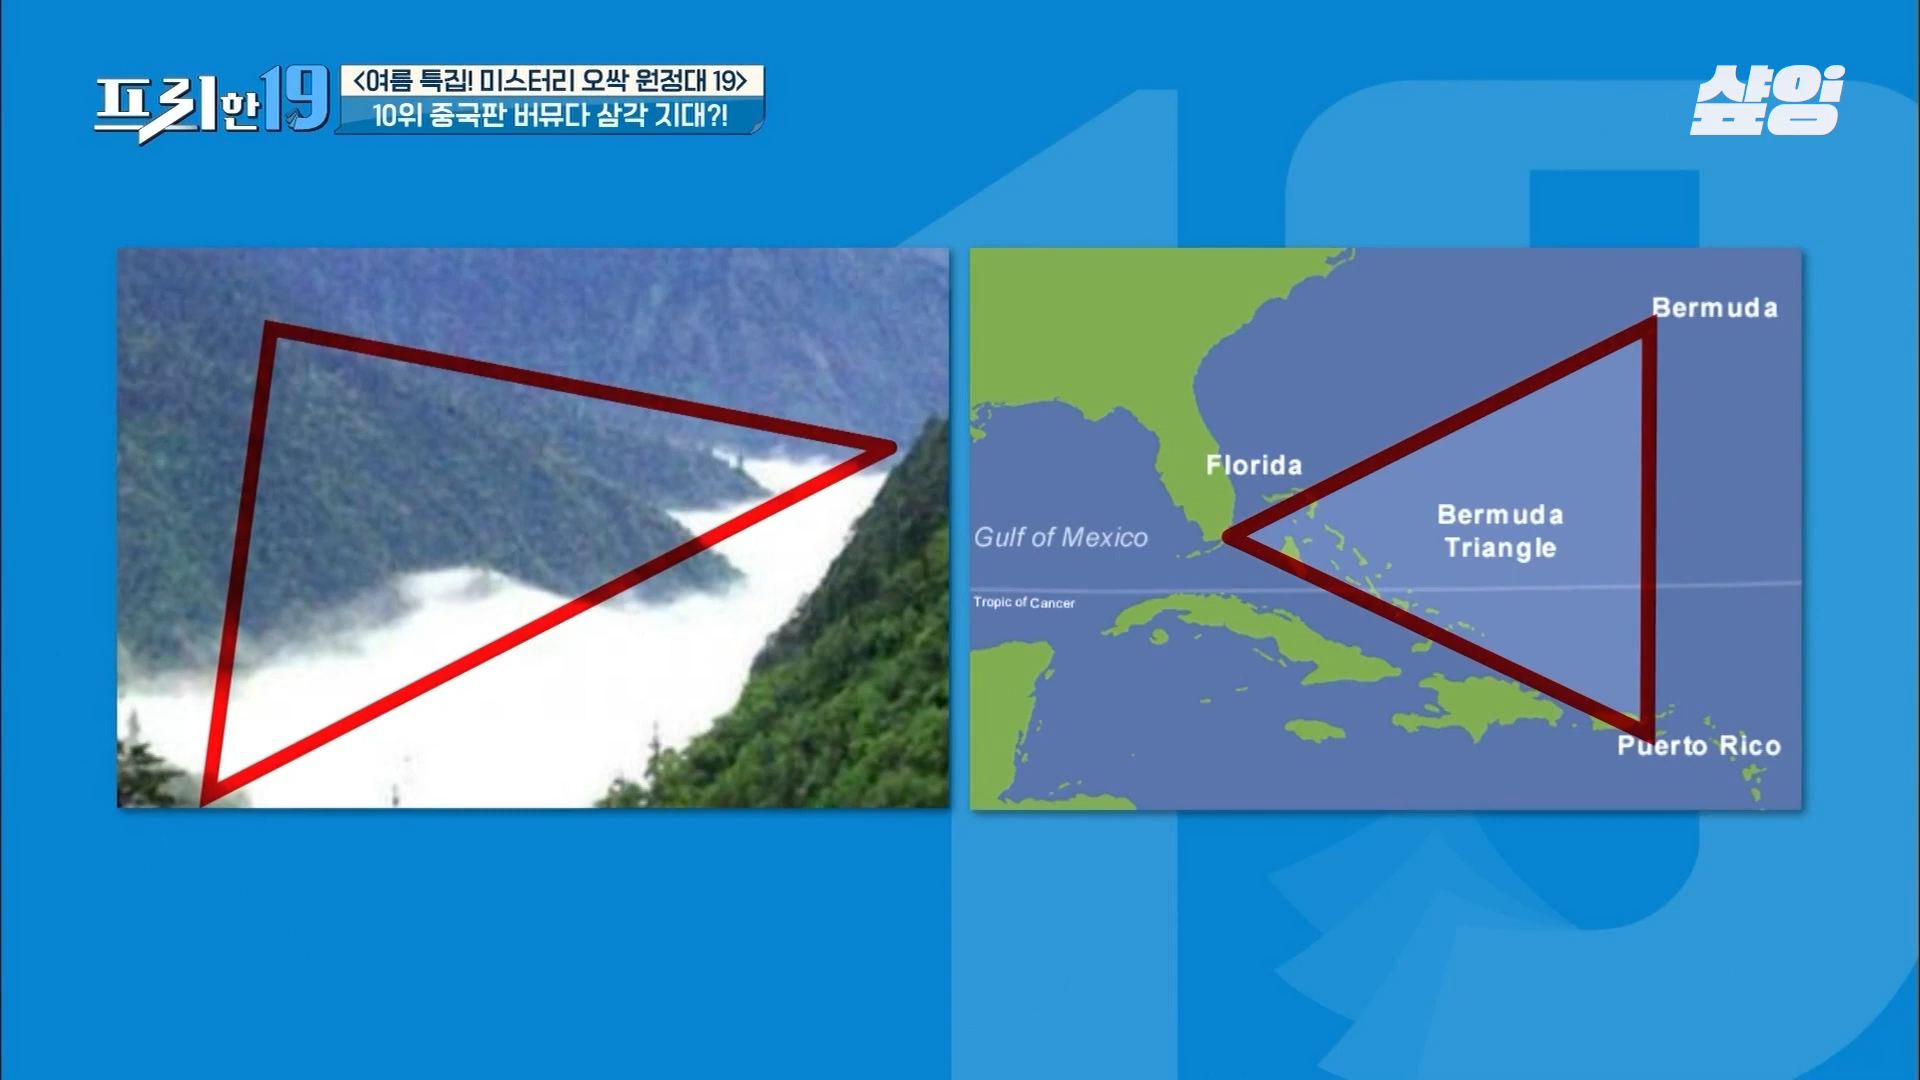 프리한19
<여름 특집! 미스터리 오싹 원정대 19>
10위 중국판 버뮤다 삼각 지대?!
샾잉
Bermuda
Florida
Bermuda
Triangle
Gulf of Mexico
Tropic of Cancer
Puerto Rico